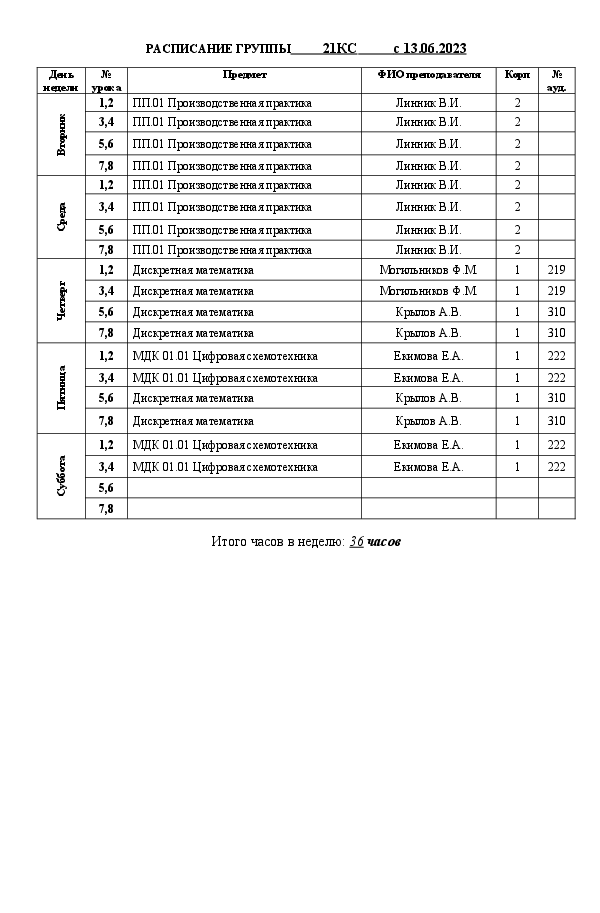 РАСПИСАНИЕ ГРУППЫ 21КС с 13.06.2023
День недели № урока Предмет ФИО преподавателя Корп № ауд.
Вторник
1,2 ПП.01 Производственная практика Линник В.И. 2
3,4 ПП.01 Производственная практика Линник В.И. 2
5,6 ПП.01 Производственная практика Линник В.И. 2
7,8 ПП.01 Производственная практика Линник В.И. 2
Среда
1,2 ПП.01 Производственная практика Линник В.И. 2
3,4 ПП.01 Производственная практика Линник В.И. 2
5,6 ПП.01 Производственная практика Линник В.И. 2
7,8 ПП.01 Производственная практика Линник В.И. 2
Четверг
1,2 Дискретная математика Могильников Ф.М 1 219
3,4 Дискретная математика Могильников Ф.М 1 219
5,6 Дискретная математика Крылов А.В. 1 310
7,8 Дискретная математика Крылов А.В. 1 310
Пятница
1,2 МДК 01.01 Цифровая схемотехника Екимова Е.А. 1 222
3,4 МДК 01.01 Цифровая схемотехника Екимова Е.А. 1 222
5,6 Дискретная математика Крылов А.В. 1 310
7,8 Дискретная математика Крылов А.В. 1 310
Суббота
1,2 МДК 01.01 Цифровая схемотехника Екимова Е.А. 1 222
3,4 МДК 01.01 Цифровая схемотехника Екимова Е.А. 1 222
5,6
7,8
Итого часов в неделю: 36 часов